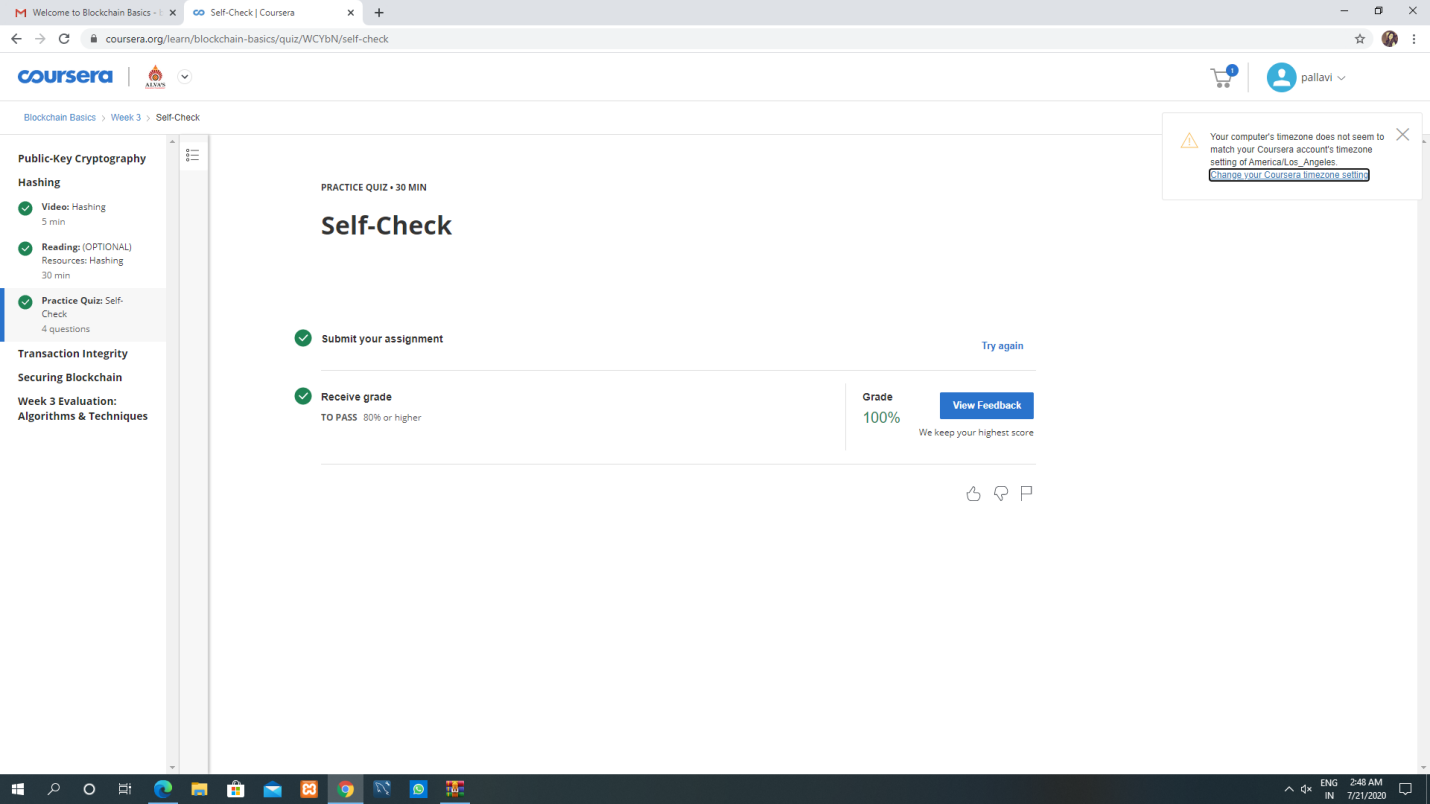 Welcome to Blockchain Basics - t
Self-Check | Coursera
coursera.org/learn/blockchain-basics/quiz/WCYbN/self-check
coursera
ALVA'S
1
pallavi
Blockchain Basics > Week 3 > Self-Check
Your computer's timezone does not seem to
match your Coursera account's timezone
setting of America/Los_Angeles.
Change your Coursera timezone setting
Public-Key Cryptography
Hashing
Video: Hashing
5 min
Reading: (OPTIONAL)
Resources: Hashing
30 min
Practice Quiz: Self-
Check
4 questions
Transaction Integrity
Securing Blockchain
Week 3 Evaluation:
Algorithms & Techniques
PRACTICE QUIZ • 30 MIN
Self-Check
Submit your assignment
Try again
Receive grade
TO PASS 80% or higher
Grade
100%
View Feedback
We keep your highest score
ENG
IN
2:48 AM
7/21/2020